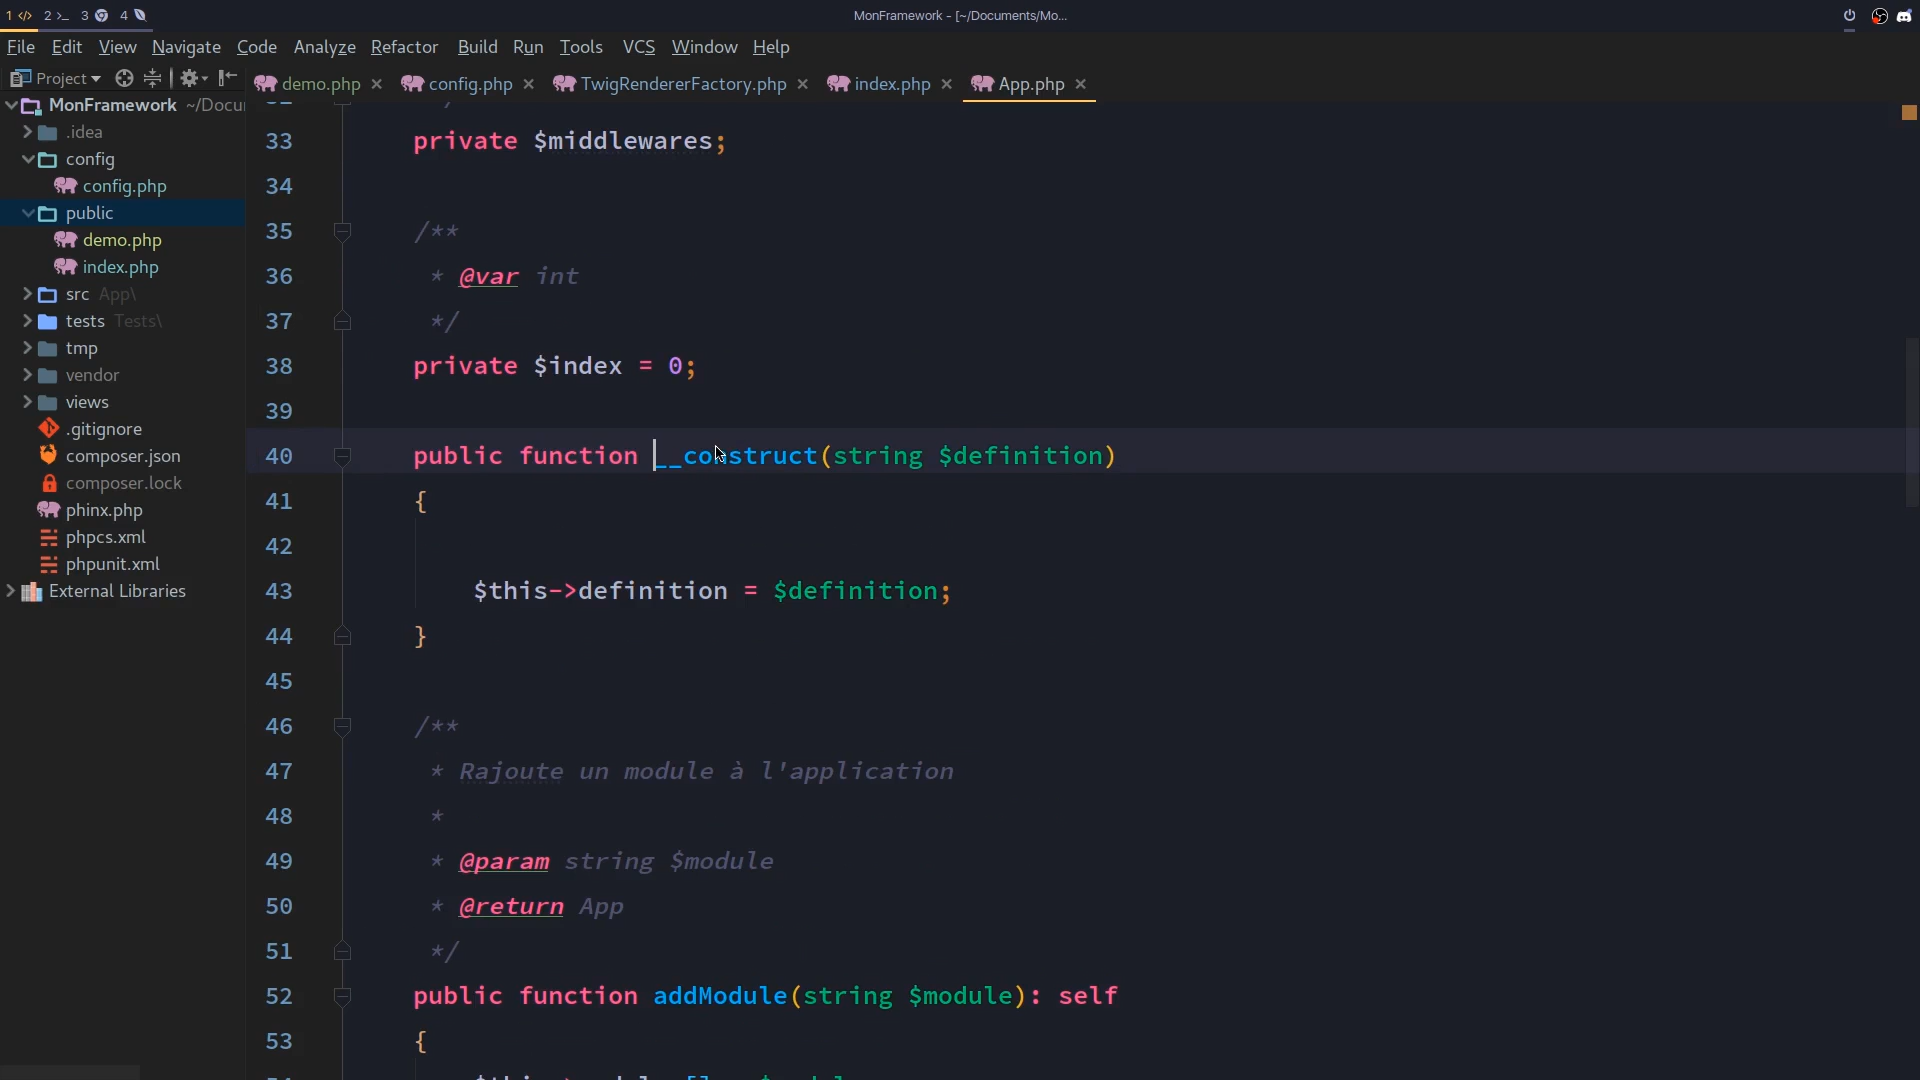 1 </> 2 >_ 3 4
MonFramework - [~/Documents/Mo...
File Edit View Navigate Code Analyze Refactor Build Run Tools VCS Window Help
Project
demo.php × config.php × TwigRendererFactory.php × index.php × App.php ×
MonFramework ~/Docu
.idea
config
config.php
public
demo.php
index.php
src App\
tests Tests\
tmp
vendor
views
.gitignore
composer.json
composer.lock
phinx.php
phpcs.xml
phpunit.xml
External Libraries
33 private $middlewares;
34
35 /**
36 * @var int
37 */
38 private $index = 0;
39
40 public function __construct(string $definition)
41 {
42
43 $this->definition = $definition;
44 }
45
46 /**
47 * Rajoute un module à l'application
48 *
49 * @param string $module
50 * @return App
51 */
52 public function addModule(string $module): self
53 {